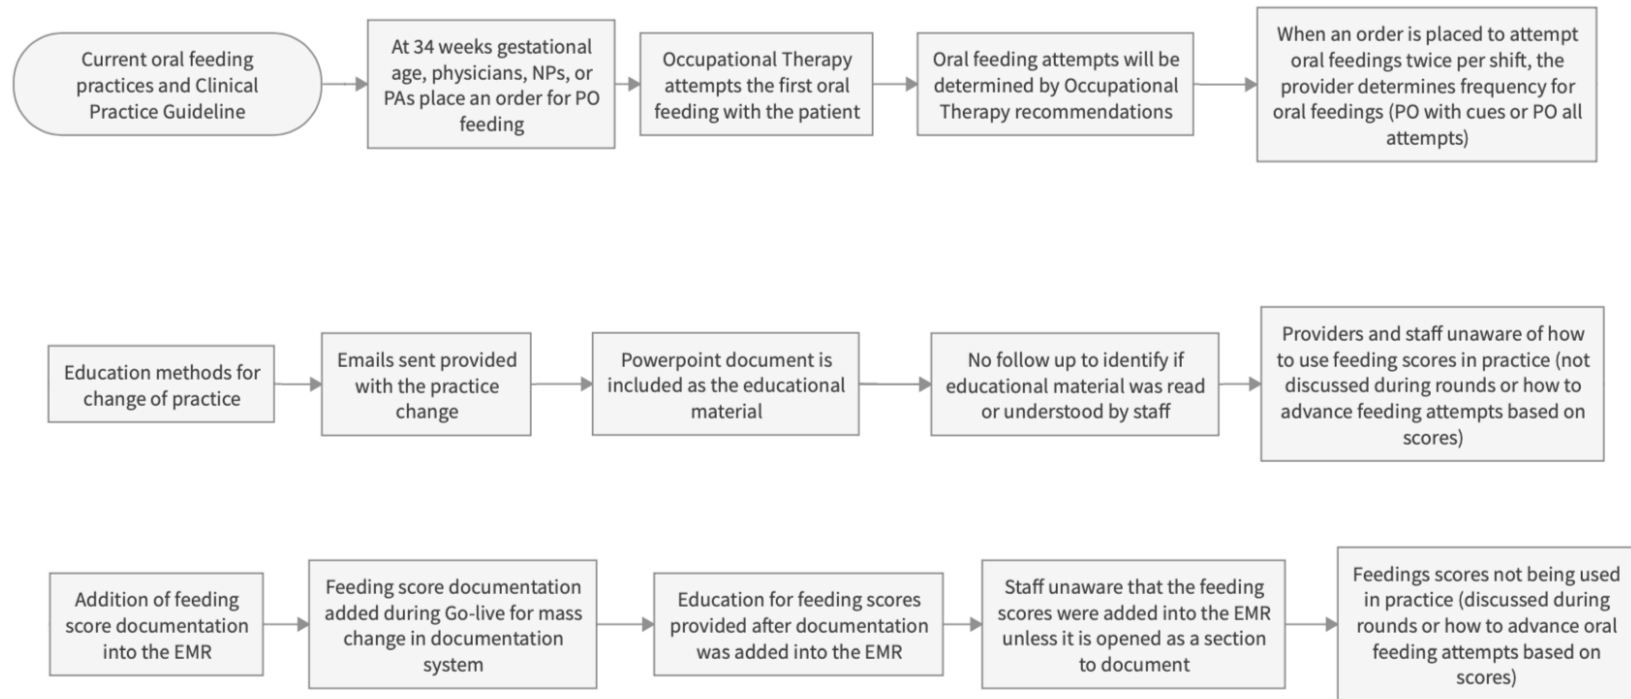 Current oral feeding
practices and Clinical
Practice Guideline
At 34 weeks gestational
age, physicians, NPs, or
PAs place an order for PO
feeding
Occupational Therapy
attempts the first oral
feeding with the patient
Oral feeding attempts will be
determined by Occupational
Therapy recommendations
When an order is placed to attempt
oral feedings twice per shift, the
provider determines frequency for
oral feedings (PO with cues or PO all
attempts)
Education methods for
change of practice
Emails sent provided
with the practice
change
Powerpoint document is
included as the educational
material
No follow up to identify if
educational material was read
or understood by staff
Providers and staff unaware of how
to use feeding scores in practice (not
discussed during rounds or how to
advance feeding attempts based on
scores)
Addition of feeding
score documentation
into the EMR
Feeding score documentation
added during Go-live for mass
change in documentation
system
Education for feeding scores
provided after documentation
was added into the EMR
Staff unaware that the feeding
scores were added into the EMR
unless it is opened as a section
to document
Feedings scores not being used
in practice (discussed during
rounds or how to advance oral
feeding attempts based on
scores)